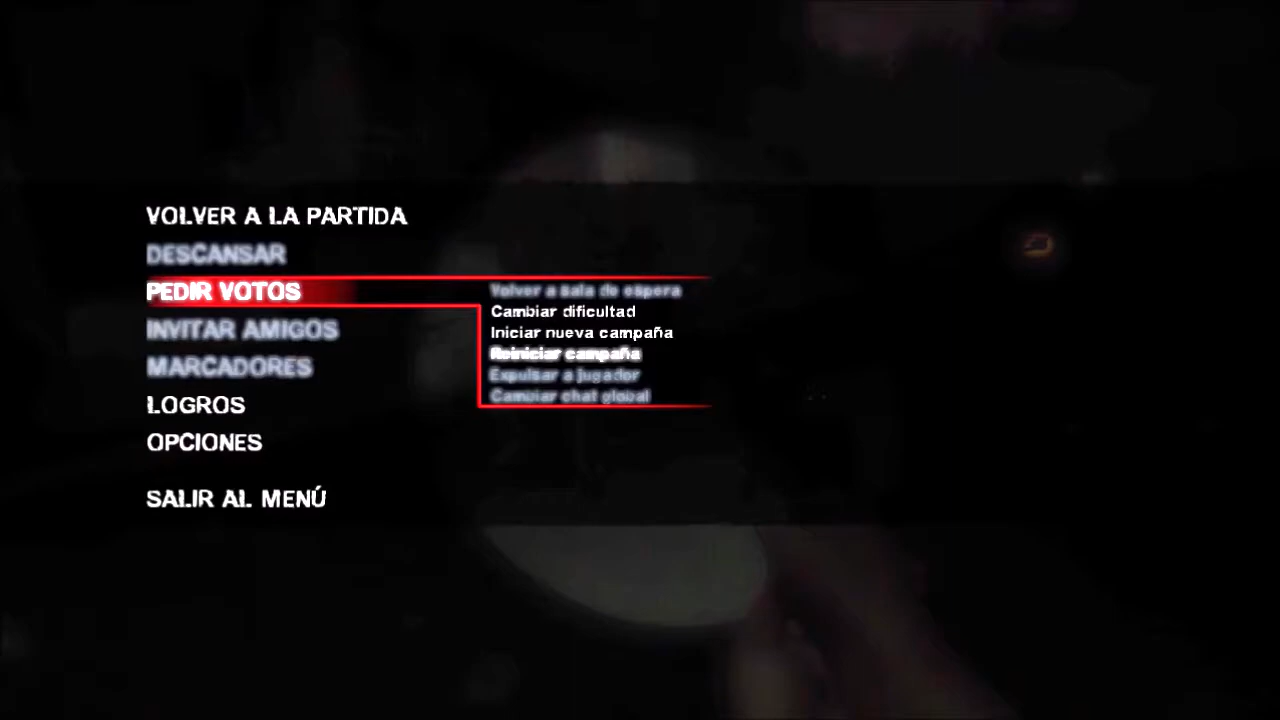 VOLVER A LA PARTIDA
DESCANSAR
PEDIR VOTOS
INVITAR AMIGOS
MARCADORES
LOGROS
OPCIONES
SALIR AL MENÚ
Volver a sala de espera
Cambiar dificultad
Iniciar nueva campaña
Reiniciar campaña
Expulsar a jugador
Cambiar chat global